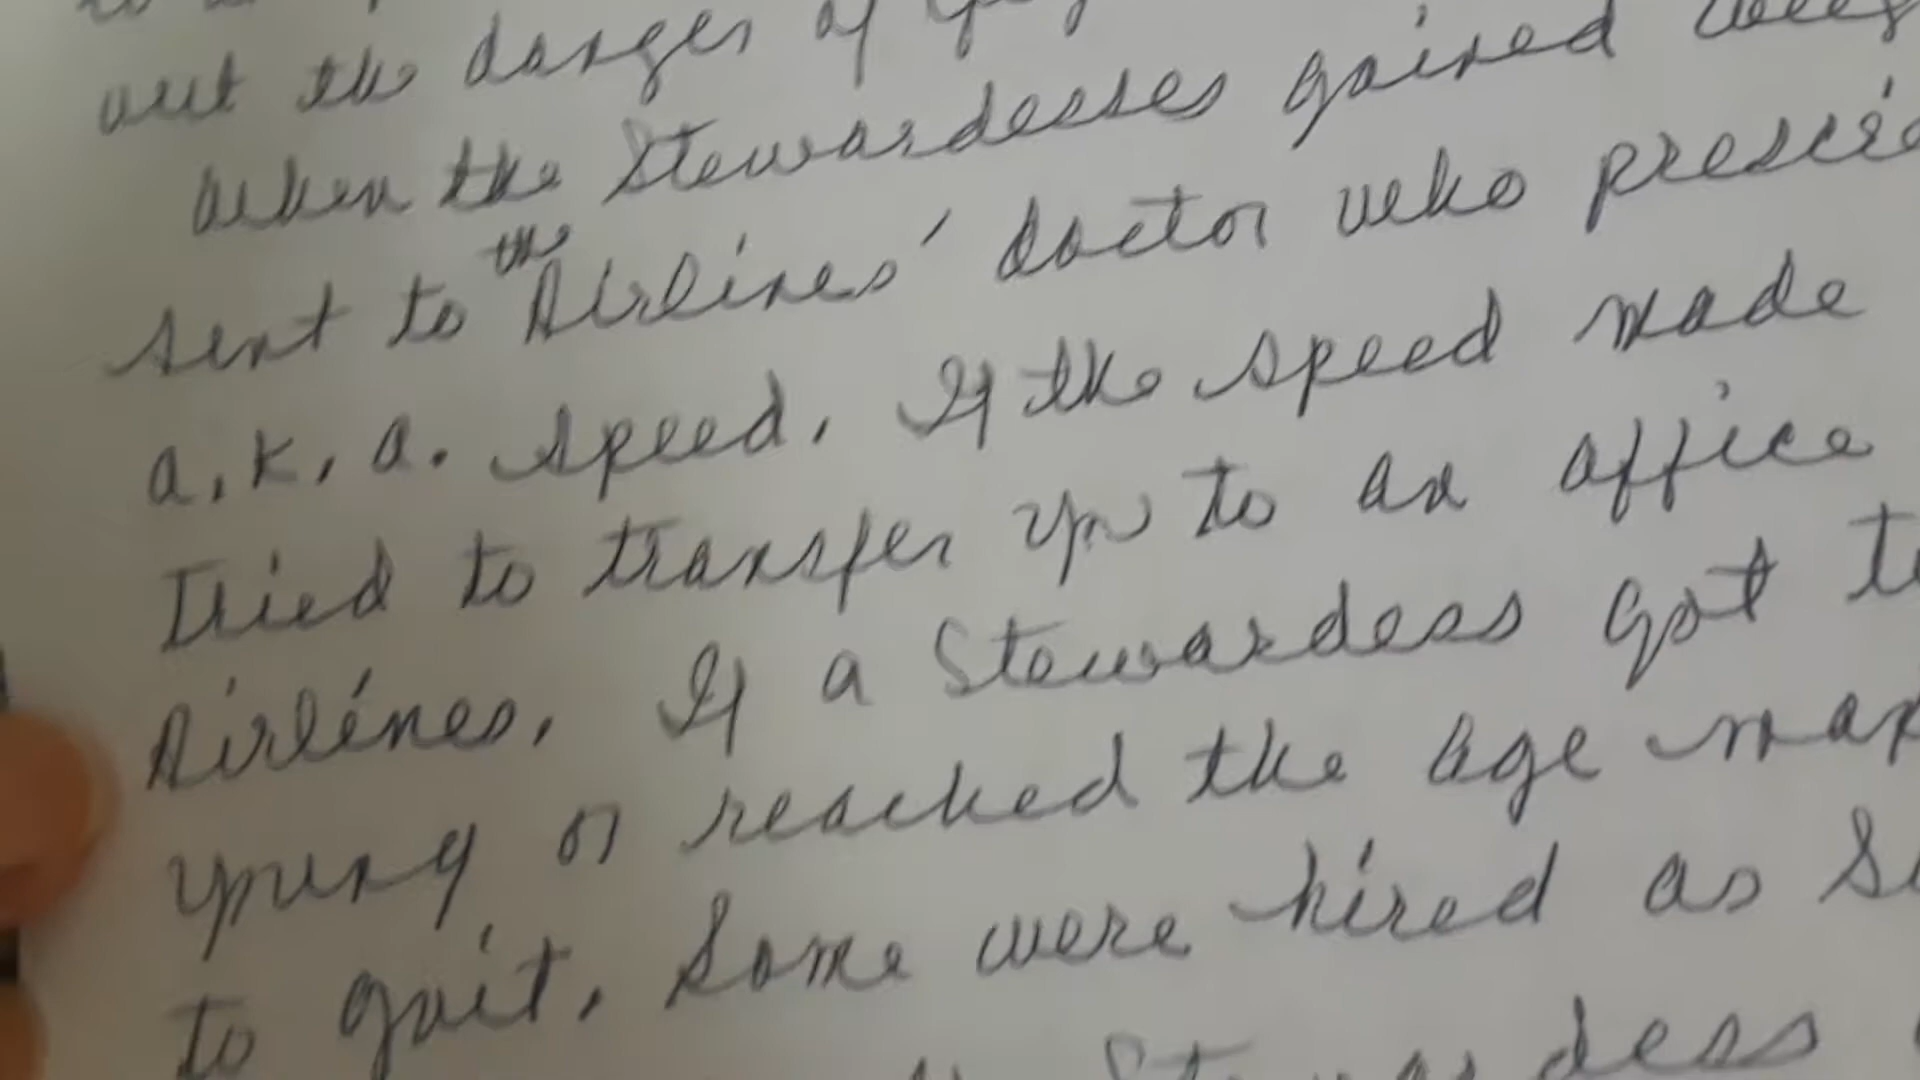 out the danger of
When the Stewardesses gained
the
sent to Airlines' doctor who
a.k.a. speed. If the speed made
tried to transfer you to an office
Airlines. If a Stewardess got
young or reached the age
to quit. Some were hired as
Stewardess